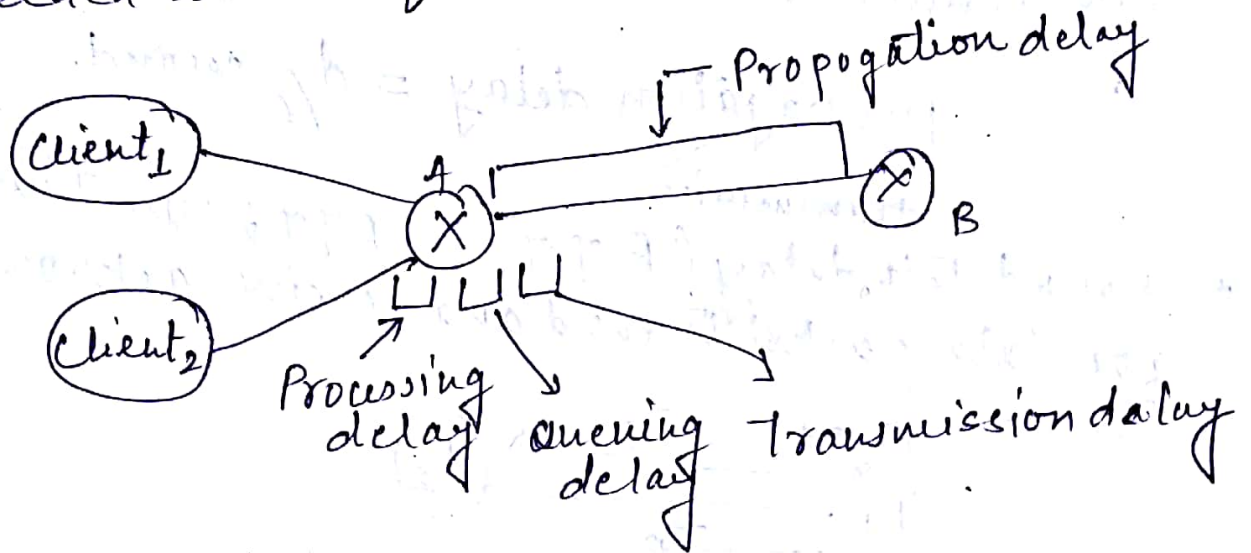 Propogation delay
Client1
A
X
X
B
Client2
Processing
delay
Queuing
delay
Transmission dalay